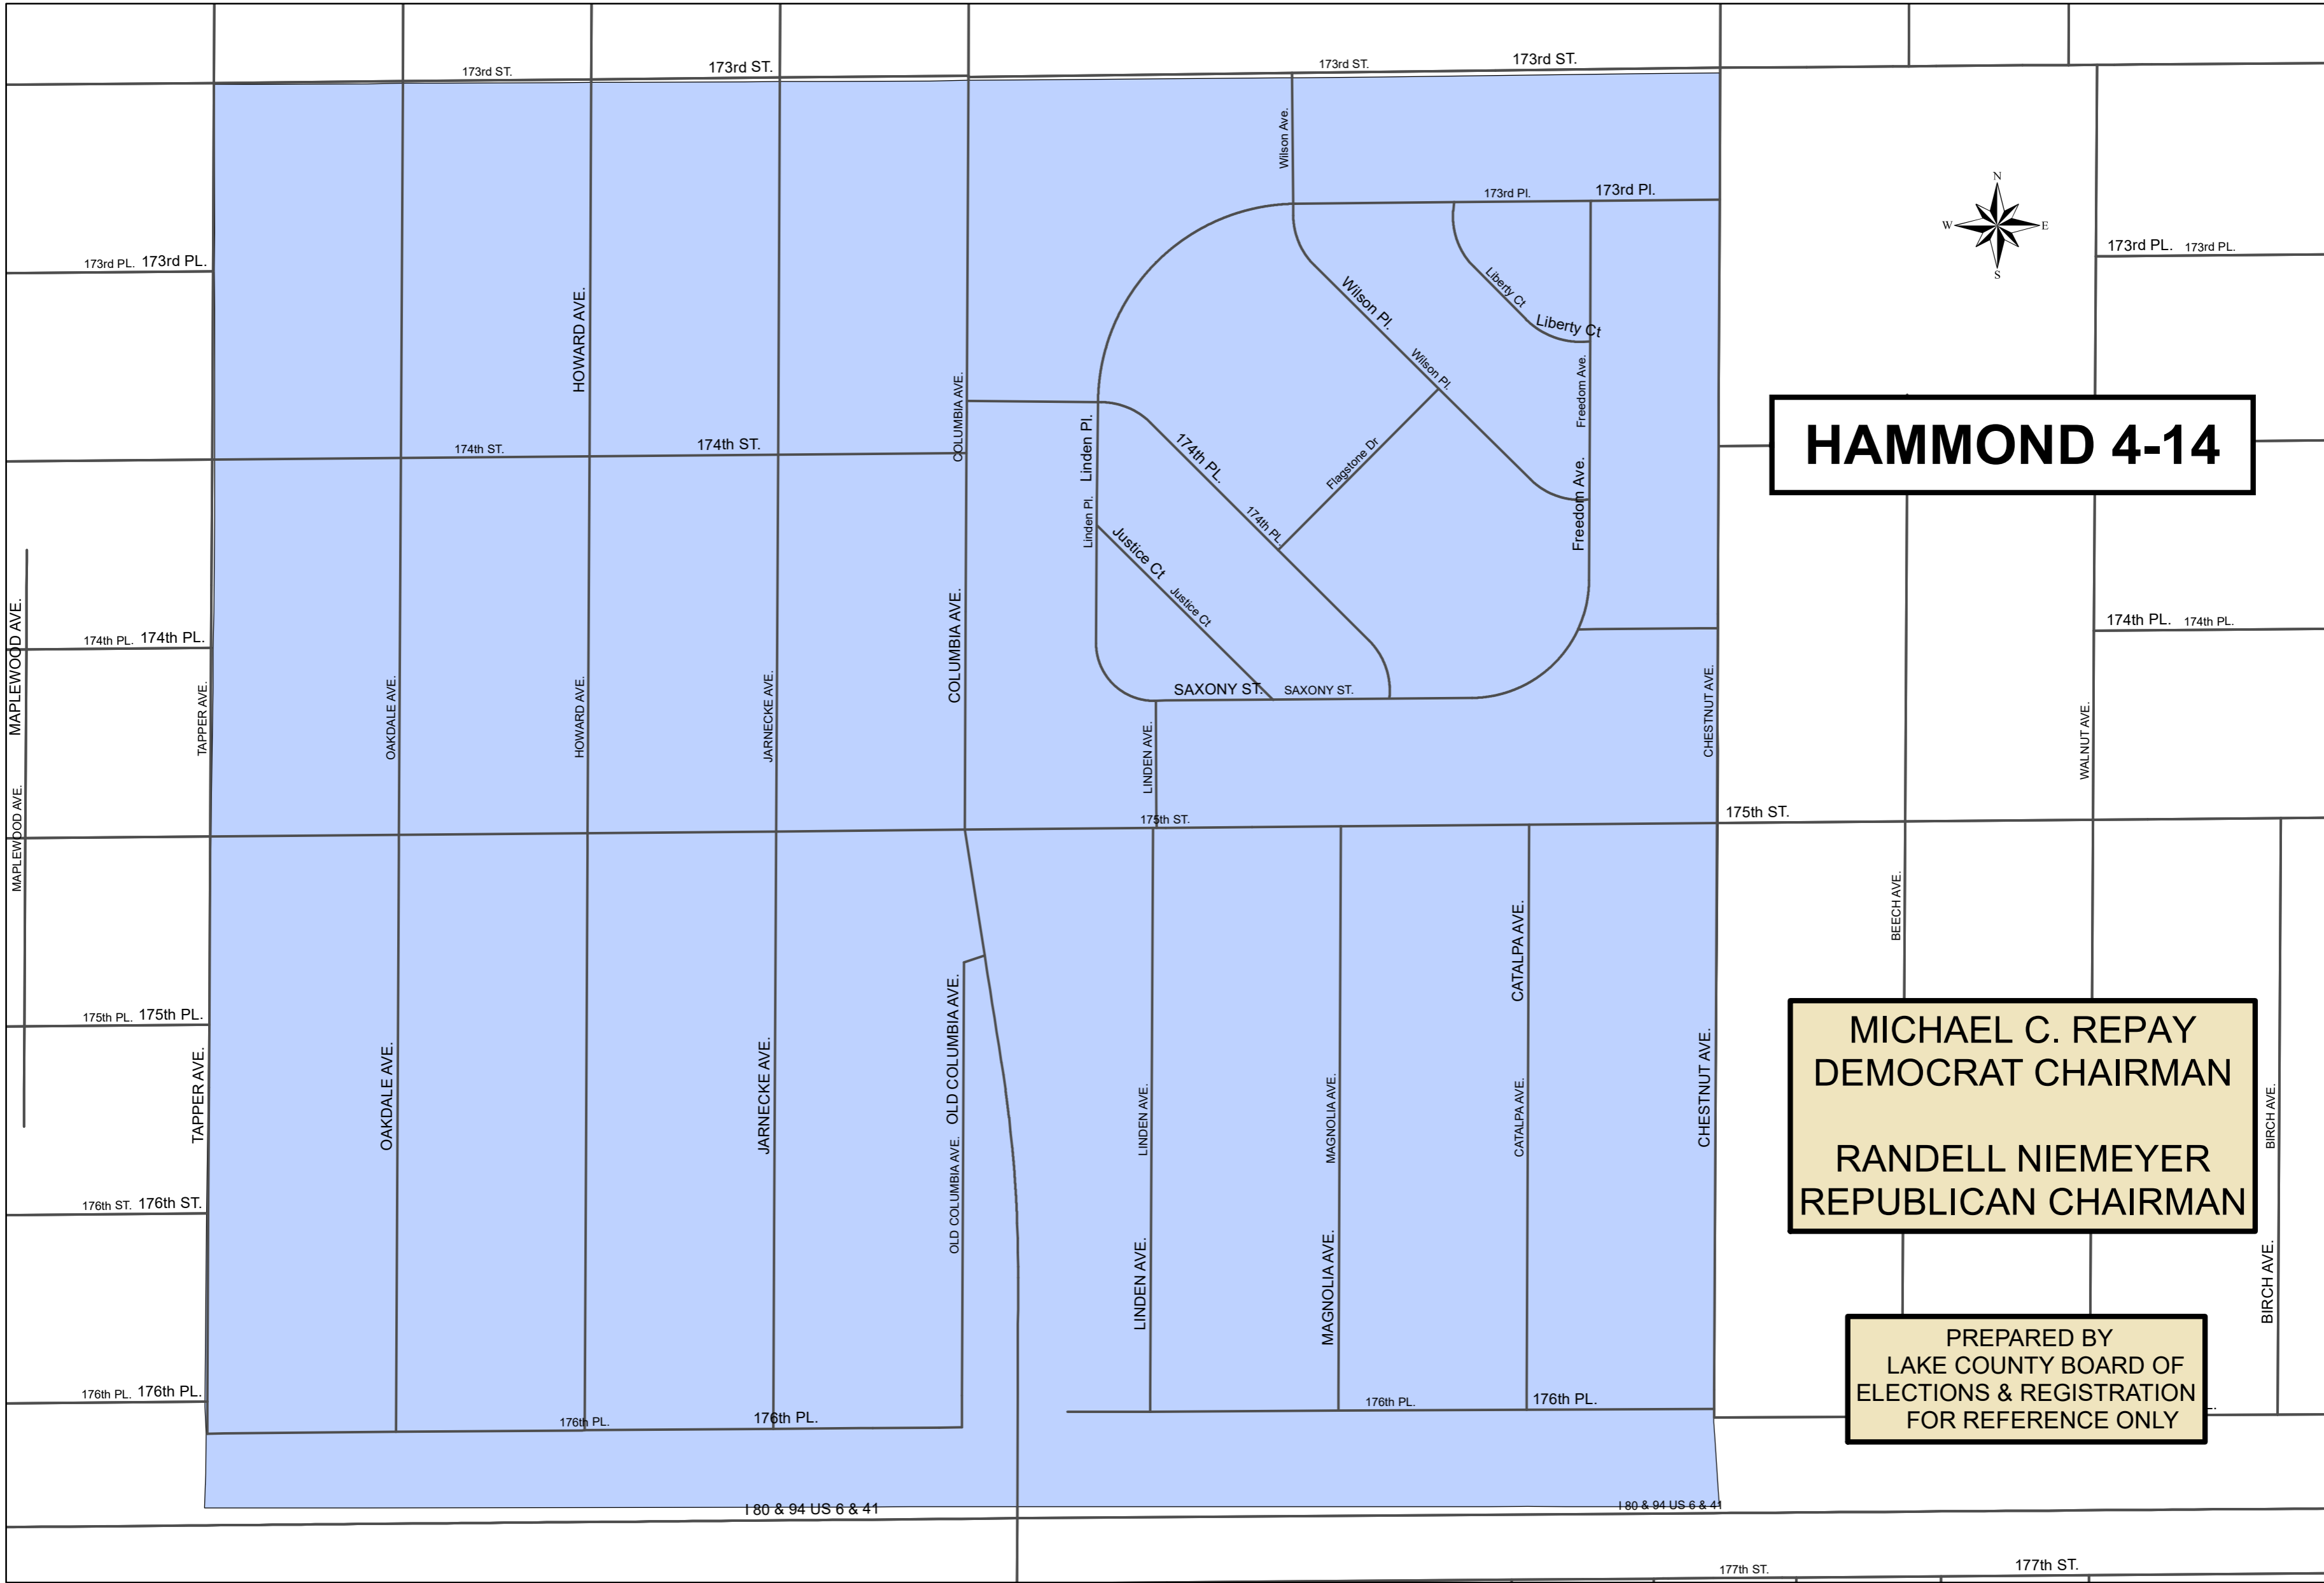 173rd ST.
173rd ST.
173rd ST.
173rd ST.
Wilson Ave.
173rd Pl.
173rd Pl.
N
W
E
S
173rd PL.
173rd PL.
173rd PL.
173rd PL.
HOWARD AVE.
Wilson Pl.
Wilson Pl.
Liberty Ct
Liberty Ct
Freedom Ave.
Freedom Ave.
COLUMBIA AVE.
HAMMOND 4-14
174th ST.
174th ST.
Linden Pl.
Linden Pl.
174th PL.
174th PL.
Flagstone Dr
Justice Ct
Justice Ct
MAPLEWOOD AVE.
MAPLEWOOD AVE.
174th PL.
174th PL.
174th PL.
174th PL.
TAPPER AVE.
OAKDALE AVE.
HOWARD AVE.
JARNECKE AVE.
COLUMBIA AVE.
SAXONY ST.
SAXONY ST.
LINDEN AVE.
CHESTNUT AVE.
WALNUT AVE.
175th ST.
175th ST.
BEECH AVE.
CATALPA AVE.
175th PL.
175th PL.
TAPPER AVE.
OAKDALE AVE.
JARNECKE AVE.
OLD COLUMBIA AVE.
OLD COLUMBIA AVE.
LINDEN AVE.
MAGNOLIA AVE.
CATALPA AVE.
CHESTNUT AVE.
MICHAEL C. REPAY
DEMOCRAT CHAIRMAN
RANDELL NIEMEYER
REPUBLICAN CHAIRMAN
BIRCH AVE.
BIRCH AVE.
176th ST.
176th ST.
LINDEN AVE.
MAGNOLIA AVE.
PREPARED BY
LAKE COUNTY BOARD OF
ELECTIONS & REGISTRATION
FOR REFERENCE ONLY
176th PL.
176th PL.
176th PL.
176th PL.
176th PL.
176th PL.
I 80 & 94 US 6 & 41
I 80 & 94 US 6 & 41
177th ST.
177th ST.